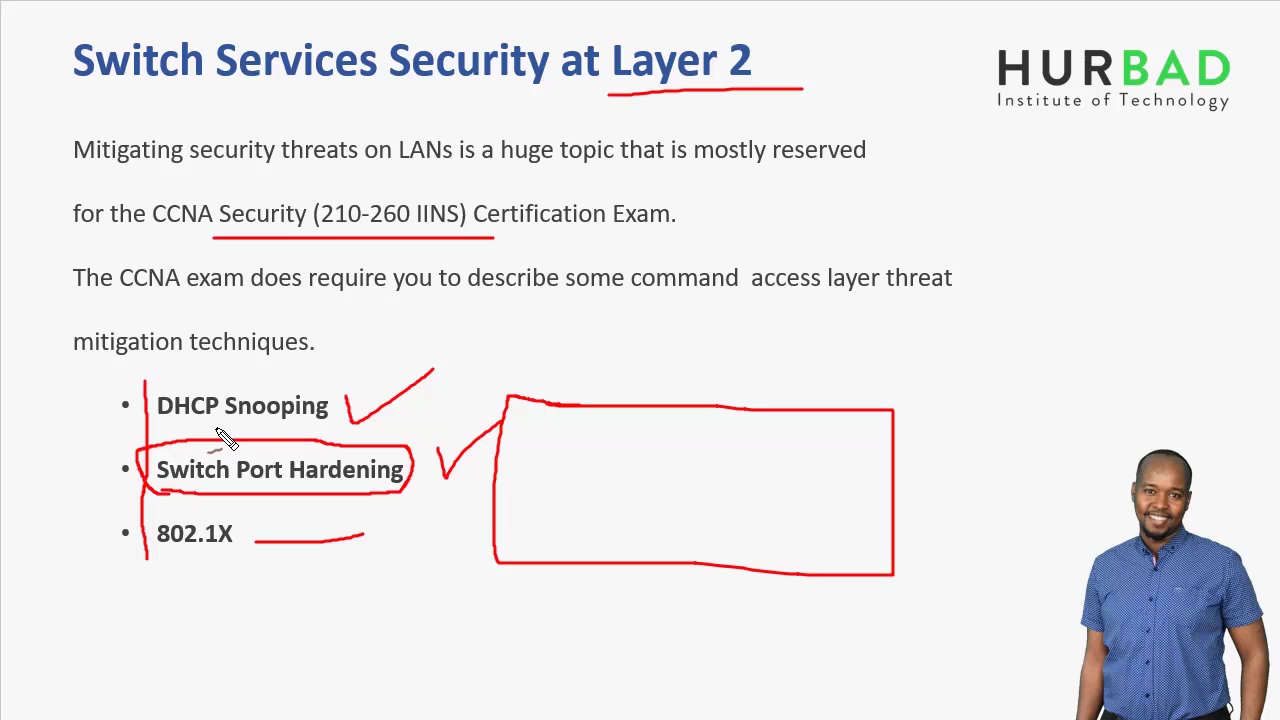 Switch Services Security at Layer 2
HURBAD
Institute of Technology
Mitigating security threats on LANs is a huge topic that is mostly reserved
for the CCNA Security (210-260 IINS) Certification Exam.
The CCNA exam does require you to describe some command access layer threat
mitigation techniques.
• DHCP Snooping
• Switch Port Hardening
• 802.1X